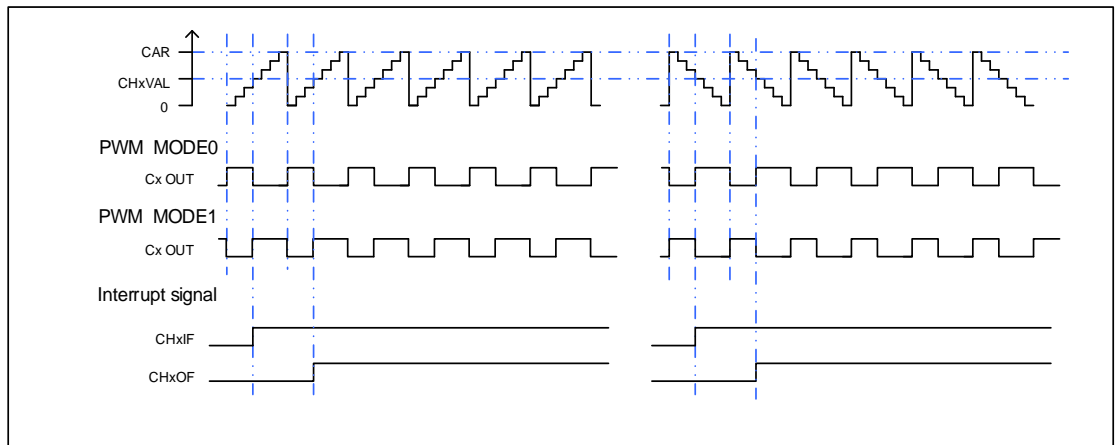 CAR
CHxVAL
0
PWM MODE0
Cx OUT
PWM MODE1
Cx OUT
Interrupt signal
CHxIF
CHxOF